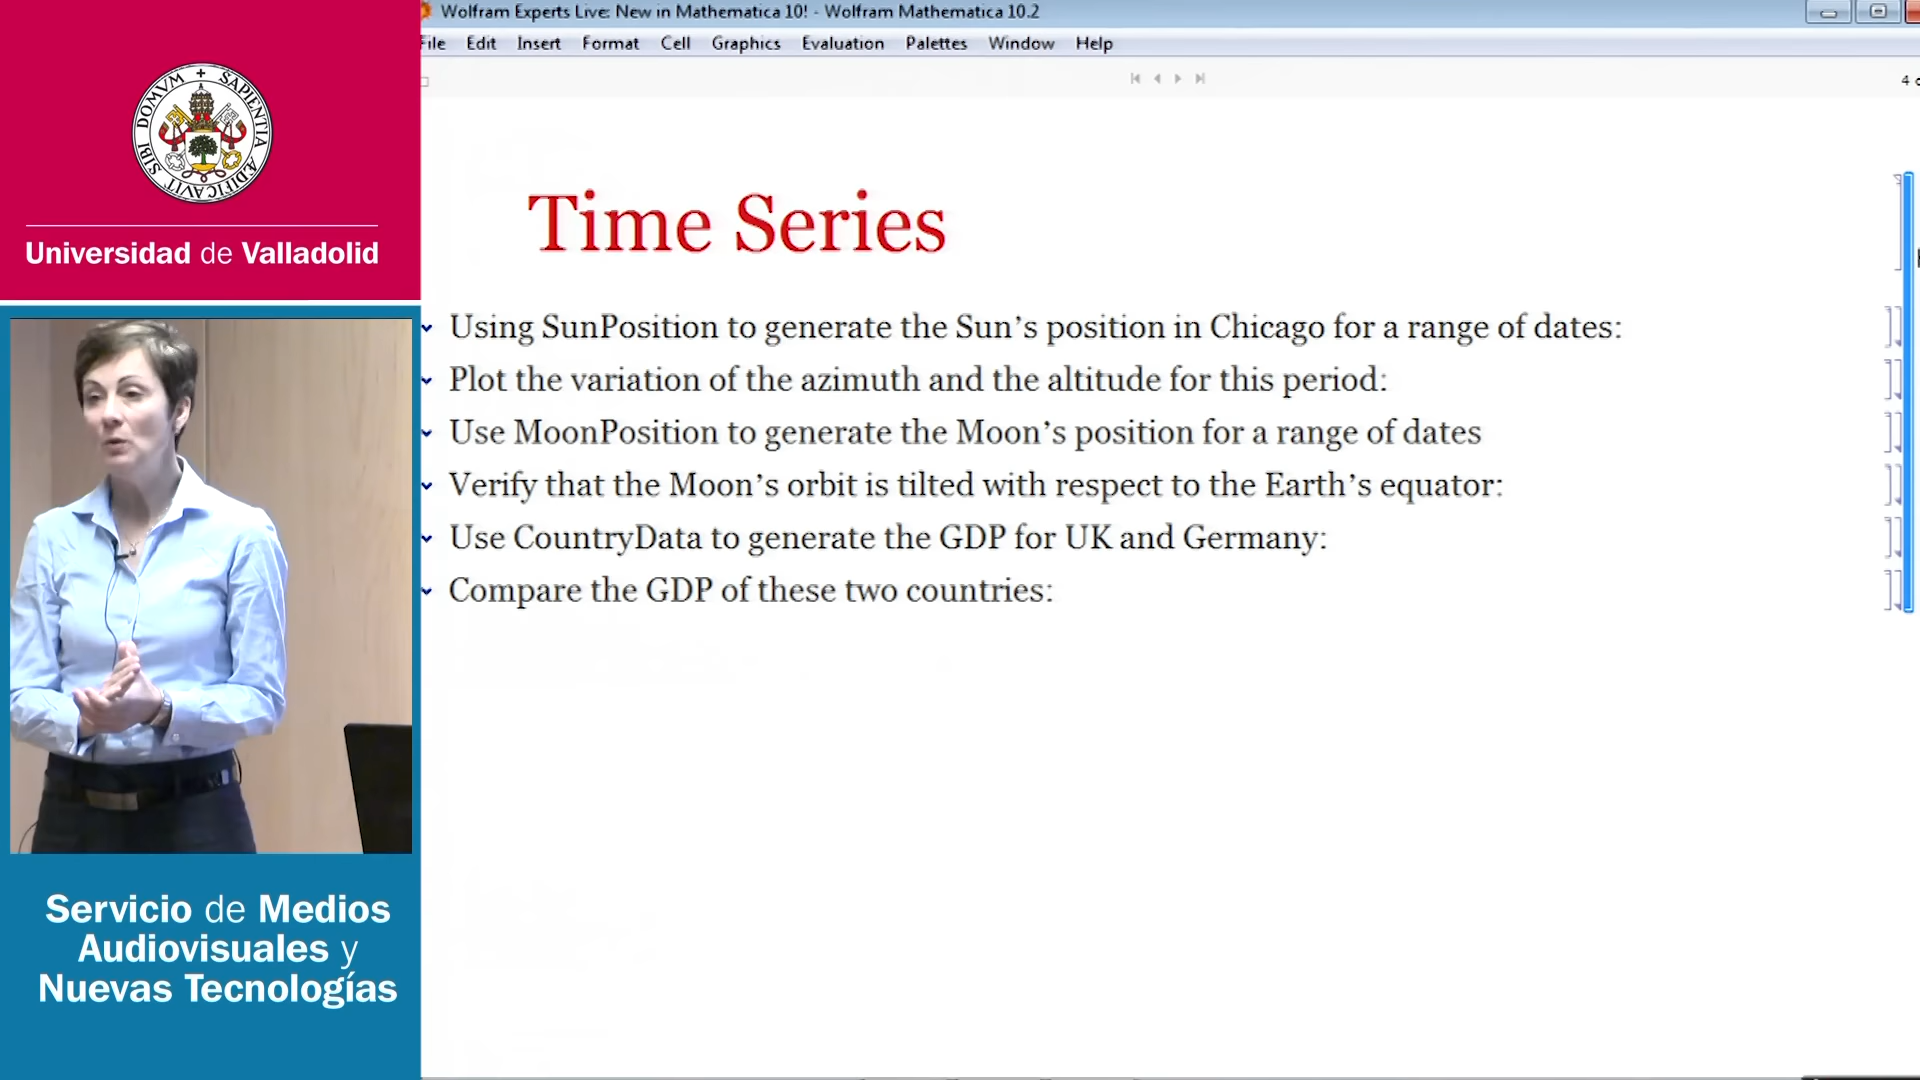 Wolfram Experts Live: New in Mathematica 10! - Wolfram Mathematica 10.2
File Edit Insert Format Cell Graphics Evaluation Palettes Window Help
4
SIBI DOMVM + SAPIENTIA ÆDIFICAVIT
Universidad de Valladolid
Time Series
Using SunPosition to generate the Sun’s position in Chicago for a range of dates:
Plot the variation of the azimuth and the altitude for this period:
Use MoonPosition to generate the Moon’s position for a range of dates
Verify that the Moon’s orbit is tilted with respect to the Earth’s equator:
Use CountryData to generate the GDP for UK and Germany:
Compare the GDP of these two countries:
Servicio de Medios
Audiovisuales y
Nuevas Tecnologías